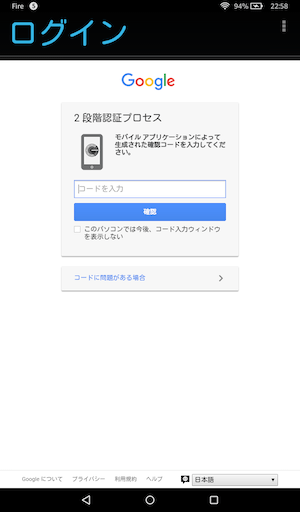 Fire S 94% 22:58
ログイン
Google
2 段階認証プロセス
モバイル アプリケーションによって
生成された確認コードを入力してくだ
さい。
コードを入力
確認
このパソコンでは今後、コード入力ウィンドウ
を表示しない
コードに問題がある場合
Google について プライバシー 利用規約 ヘルプ 日本語